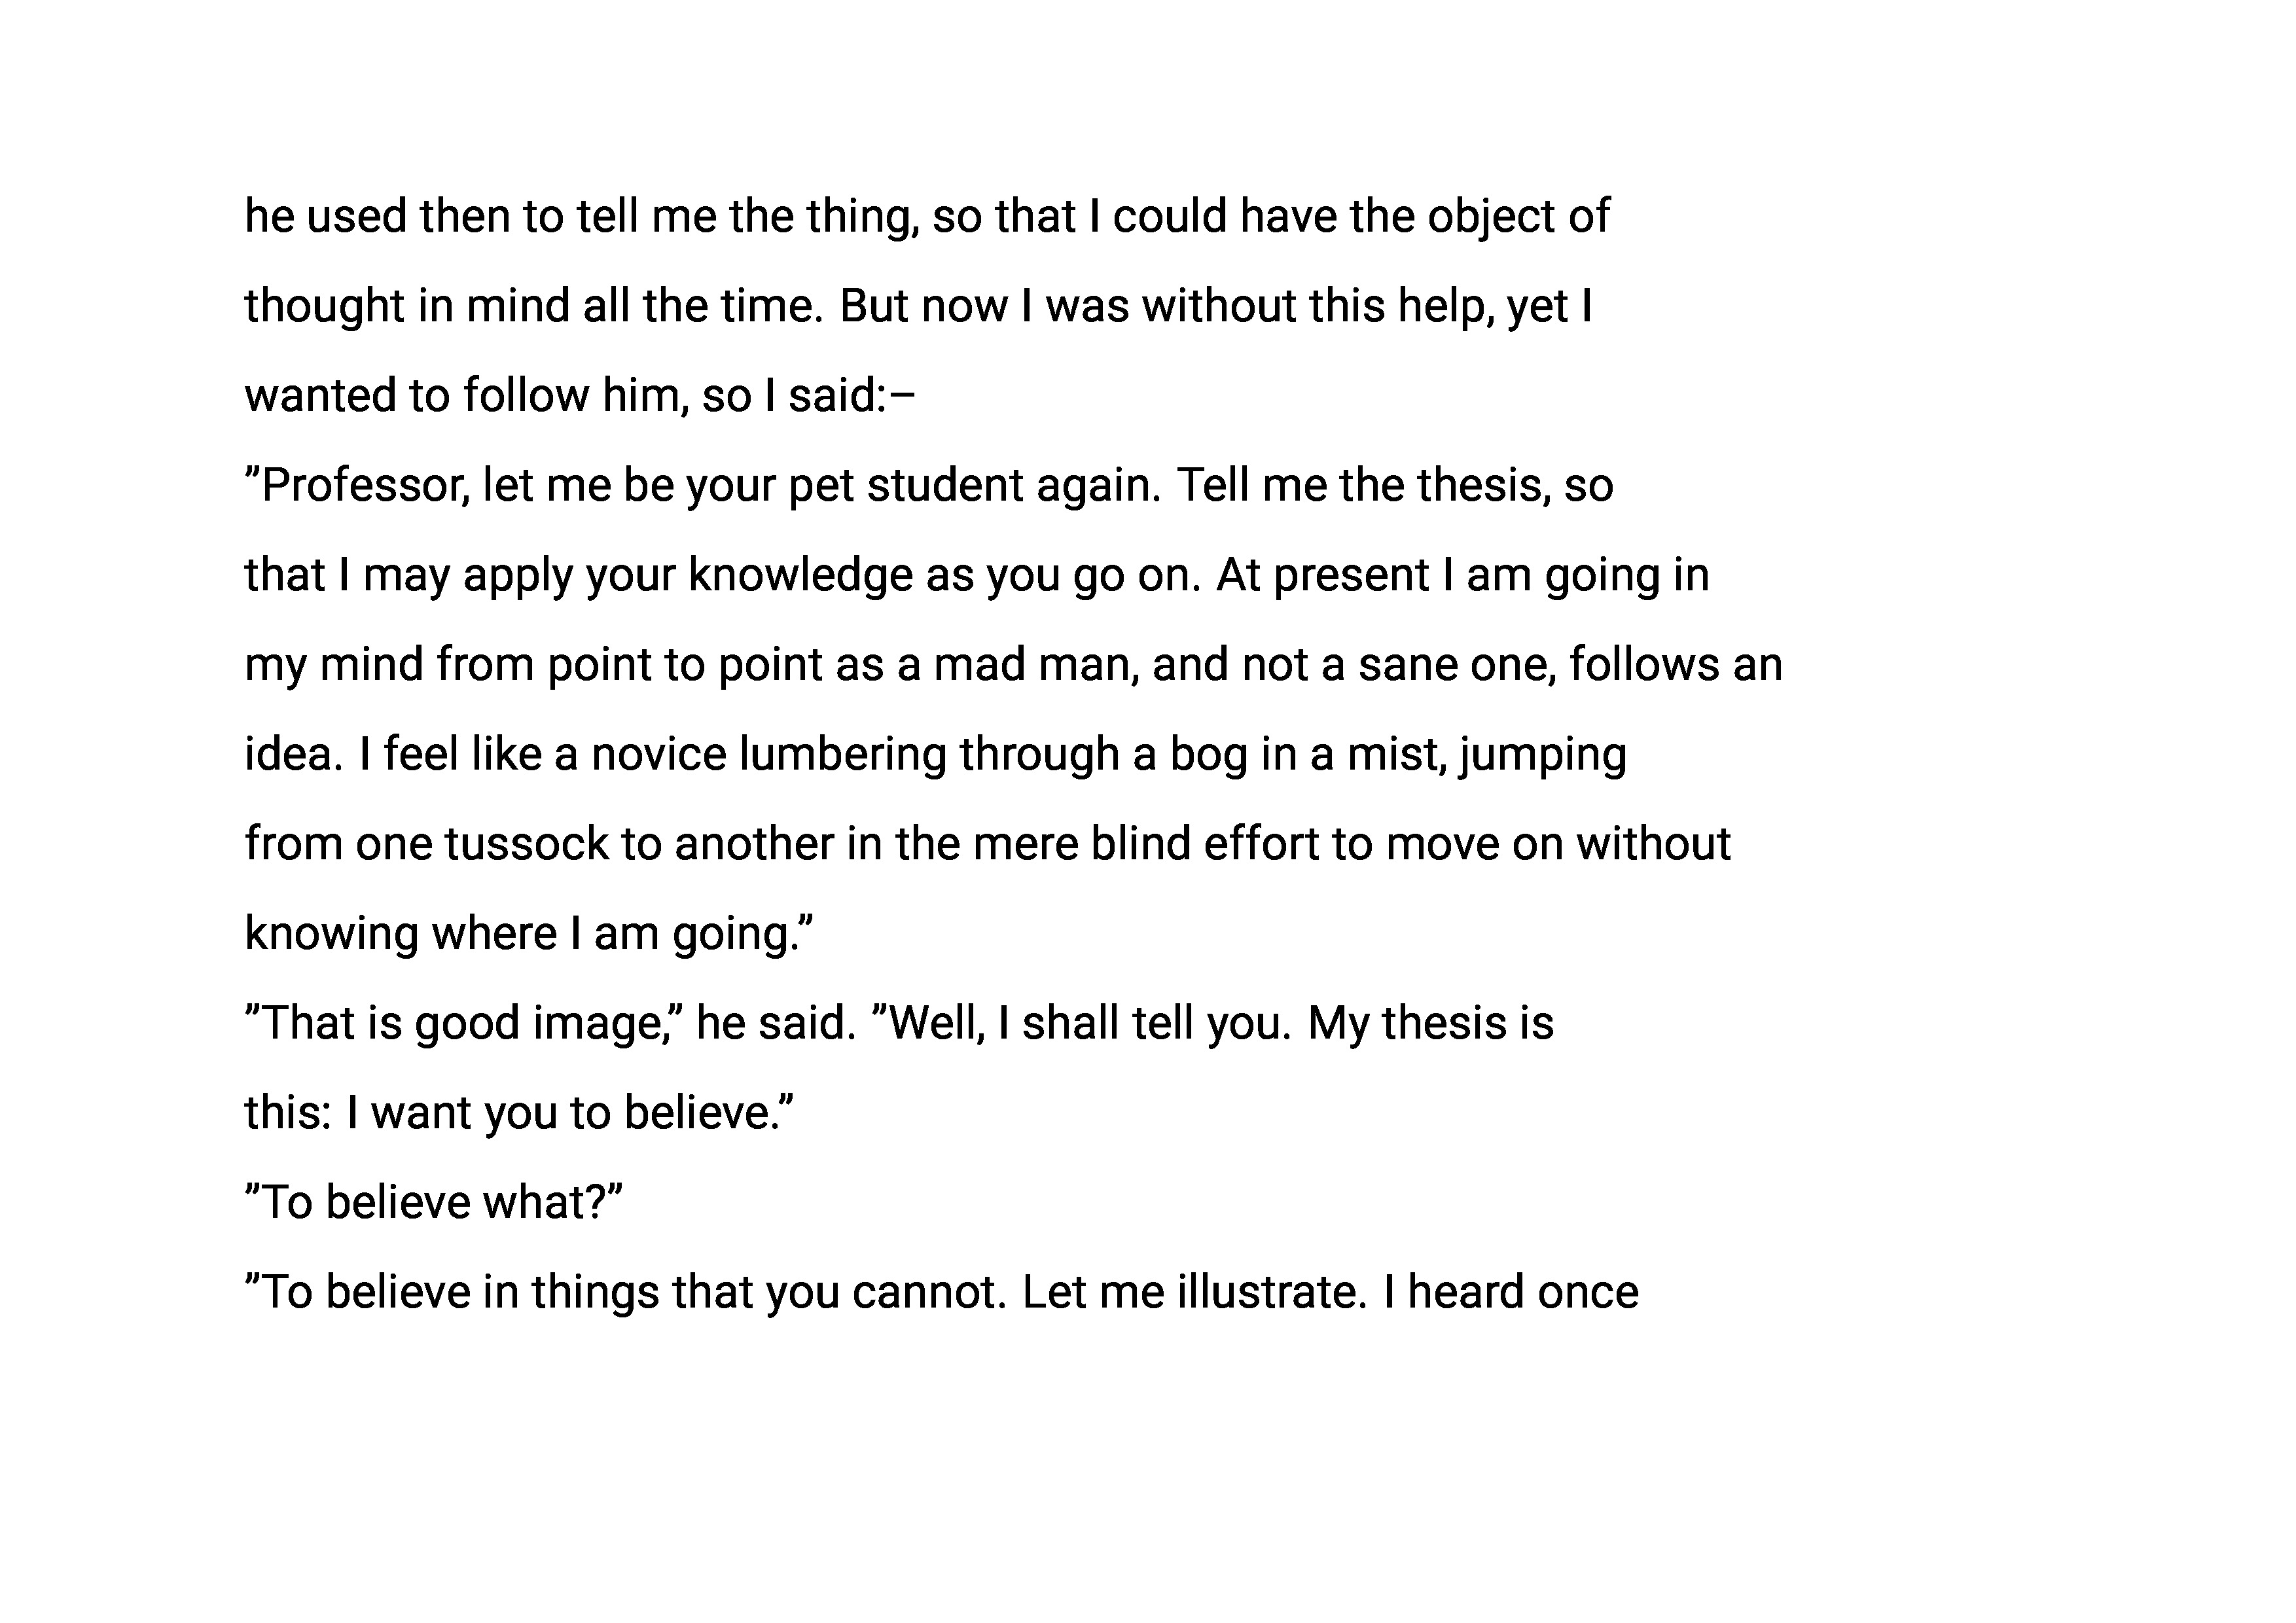 he used then to tell me the thing, so that I could have the object of
thought in mind all the time. But now I was without this help, yet I
wanted to follow him, so I said:–
”Professor, let me be your pet student again. Tell me the thesis, so
that I may apply your knowledge as you go on. At present I am going in
my mind from point to point as a mad man, and not a sane one, follows an
idea. I feel like a novice lumbering through a bog in a mist, jumping
from one tussock to another in the mere blind effort to move on without
knowing where I am going.”
”That is good image,” he said. ”Well, I shall tell you. My thesis is
this: I want you to believe.”
”To believe what?”
”To believe in things that you cannot. Let me illustrate. I heard once